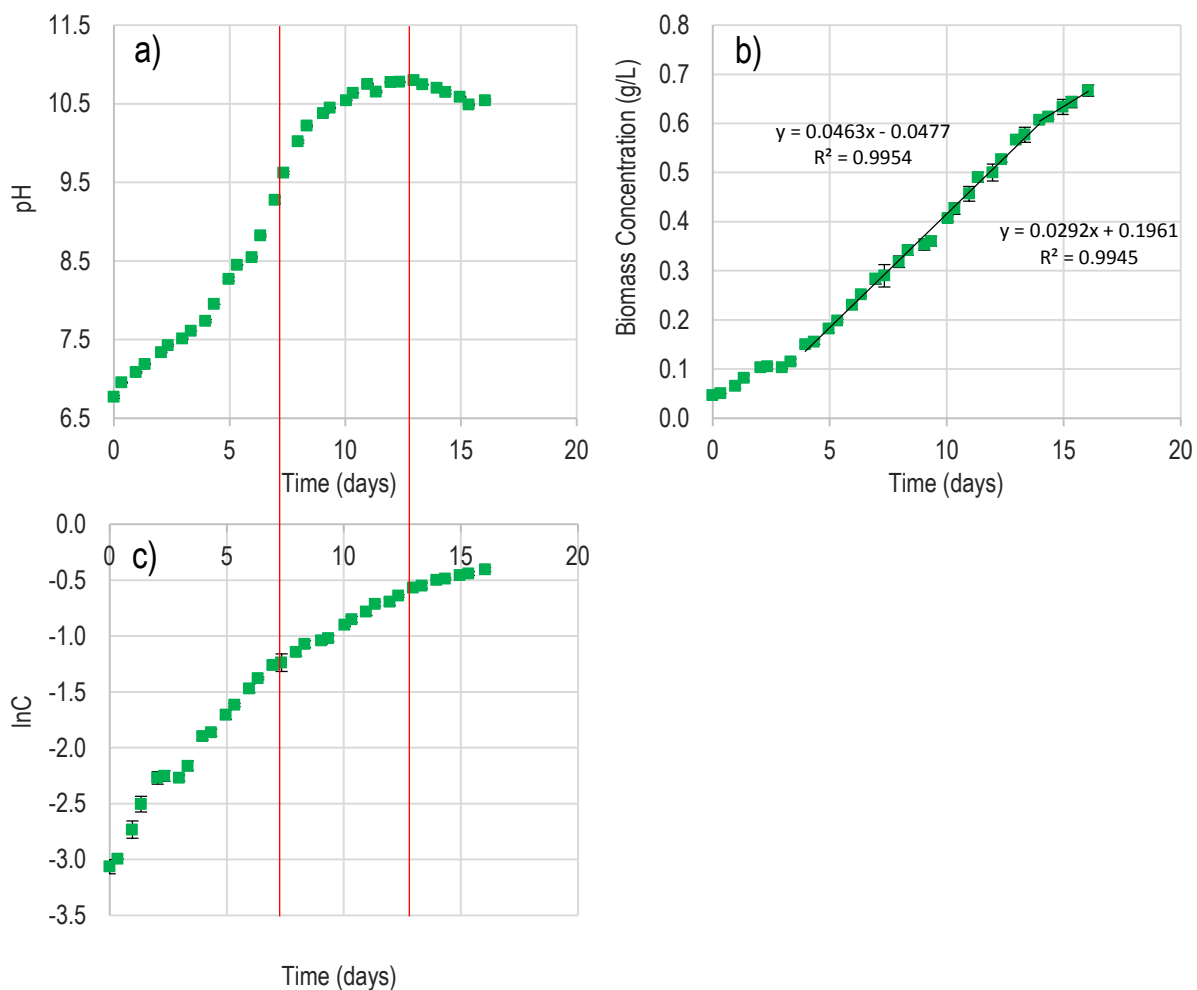 a)
11.5
10.5
9.5
8.5
7.5
6.5
pH
0 5 10 15 20
Time (days)
b)
0.8
0.7
0.6
0.5
0.4
0.3
0.2
0.1
0.0
Biomass Concentration (g/L)
y = 0.0463x - 0.0477
R² = 0.9954
y = 0.0292x + 0.1961
R² = 0.9945
0 5 10 15 20
Time (days)
c)
0.0
-0.5
-1.0
-1.5
-2.0
-2.5
-3.0
-3.5
lnC
0 5 10 15 20
Time (days)